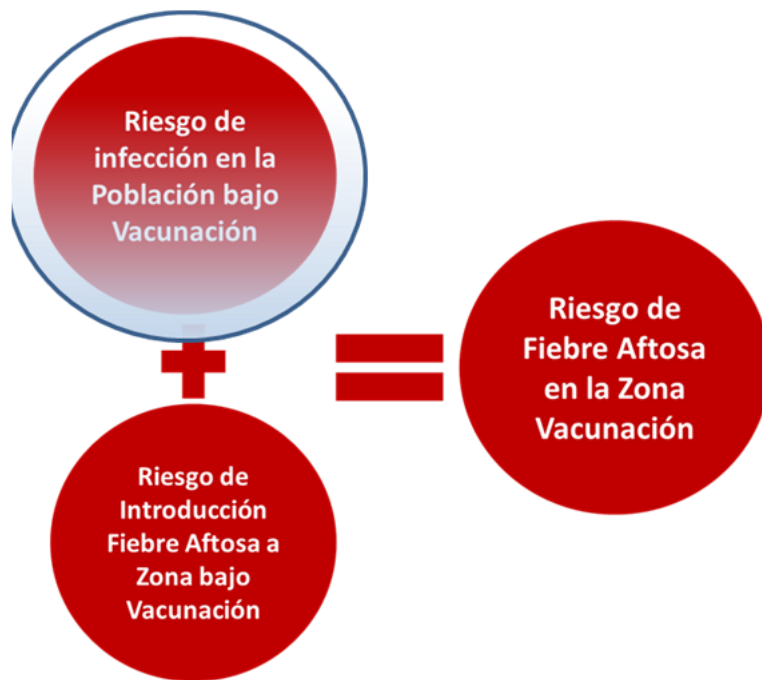 Riesgo de
infección en la
Población bajo
Vacunación
+
Riesgo de
Introducción
Fiebre Aftosa a
Zona bajo
Vacunación
=
Riesgo de
Fiebre Aftosa
en la Zona
Vacunación